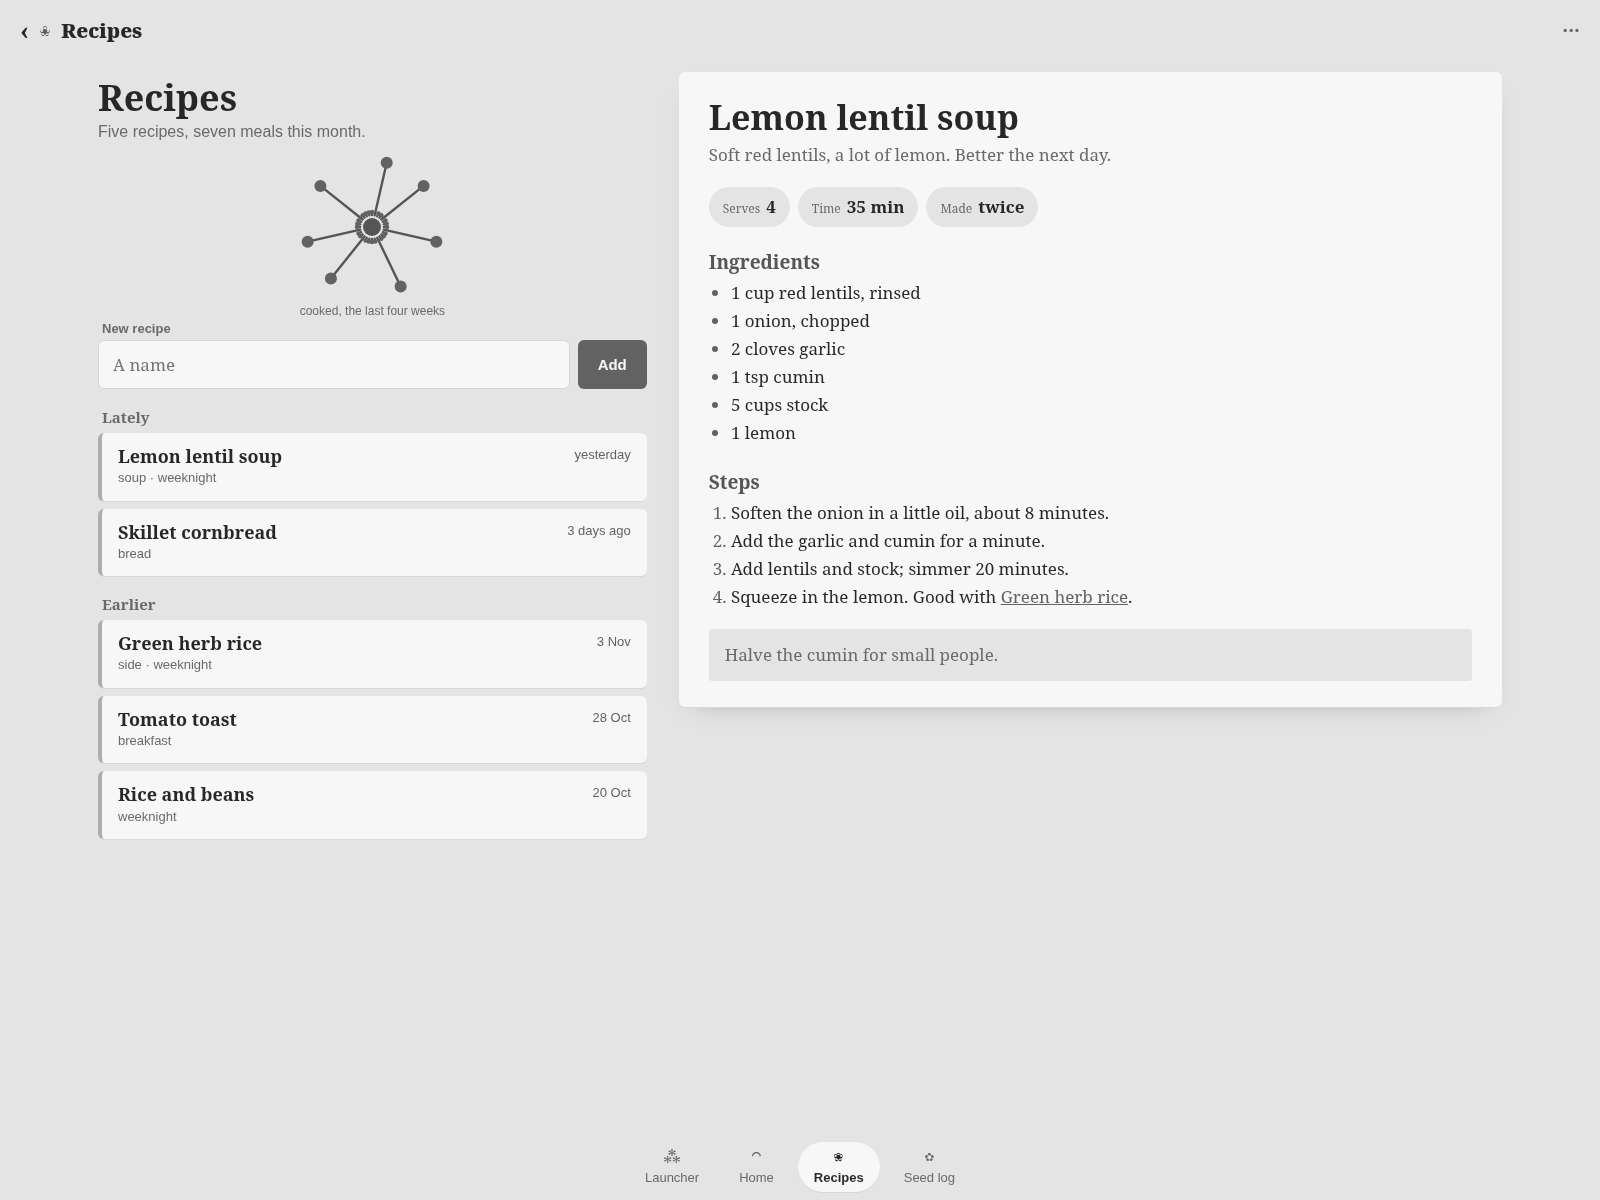 Recipes
Recipes
Five recipes, seven meals this month.
cooked, the last four weeks
New recipe
A name
Add
Lately
Lemon lentil soup
yesterday
soup · weeknight
Skillet cornbread
3 days ago
bread
Earlier
Green herb rice
3 Nov
side · weeknight
Tomato toast
28 Oct
breakfast
Rice and beans
20 Oct
weeknight
Lemon lentil soup
Soft red lentils, a lot of lemon. Better the next day.
Serves 4
Time 35 min
Made twice
Ingredients
• 1 cup red lentils, rinsed
• 1 onion, chopped
• 2 cloves garlic
• 1 tsp cumin
• 5 cups stock
• 1 lemon
Steps
1. Soften the onion in a little oil, about 8 minutes.
2. Add the garlic and cumin for a minute.
3. Add lentils and stock; simmer 20 minutes.
4. Squeeze in the lemon. Good with Green herb rice.
Halve the cumin for small people.
Launcher
Home
Recipes
Seed log